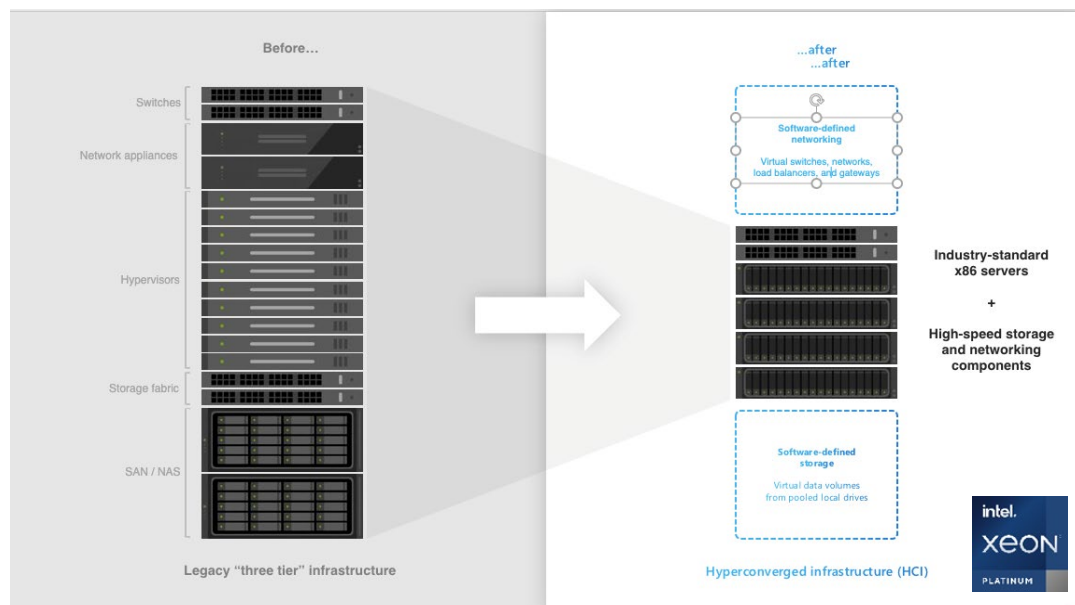 Before…
Switches
Network appliances
Hypervisors
Storage fabric
SAN / NAS
Legacy “three tier” infrastructure
...after
...after
Software-defined
networking
Virtual switches, networks,
load balancers, and gateways
Industry-standard
x86 servers
+
High-speed storage
and networking
components
Software-defined
storage
Virtual data volumes
from pooled local drives
Hyperconverged infrastructure (HCI)
intel.
xeon
PLATINUM